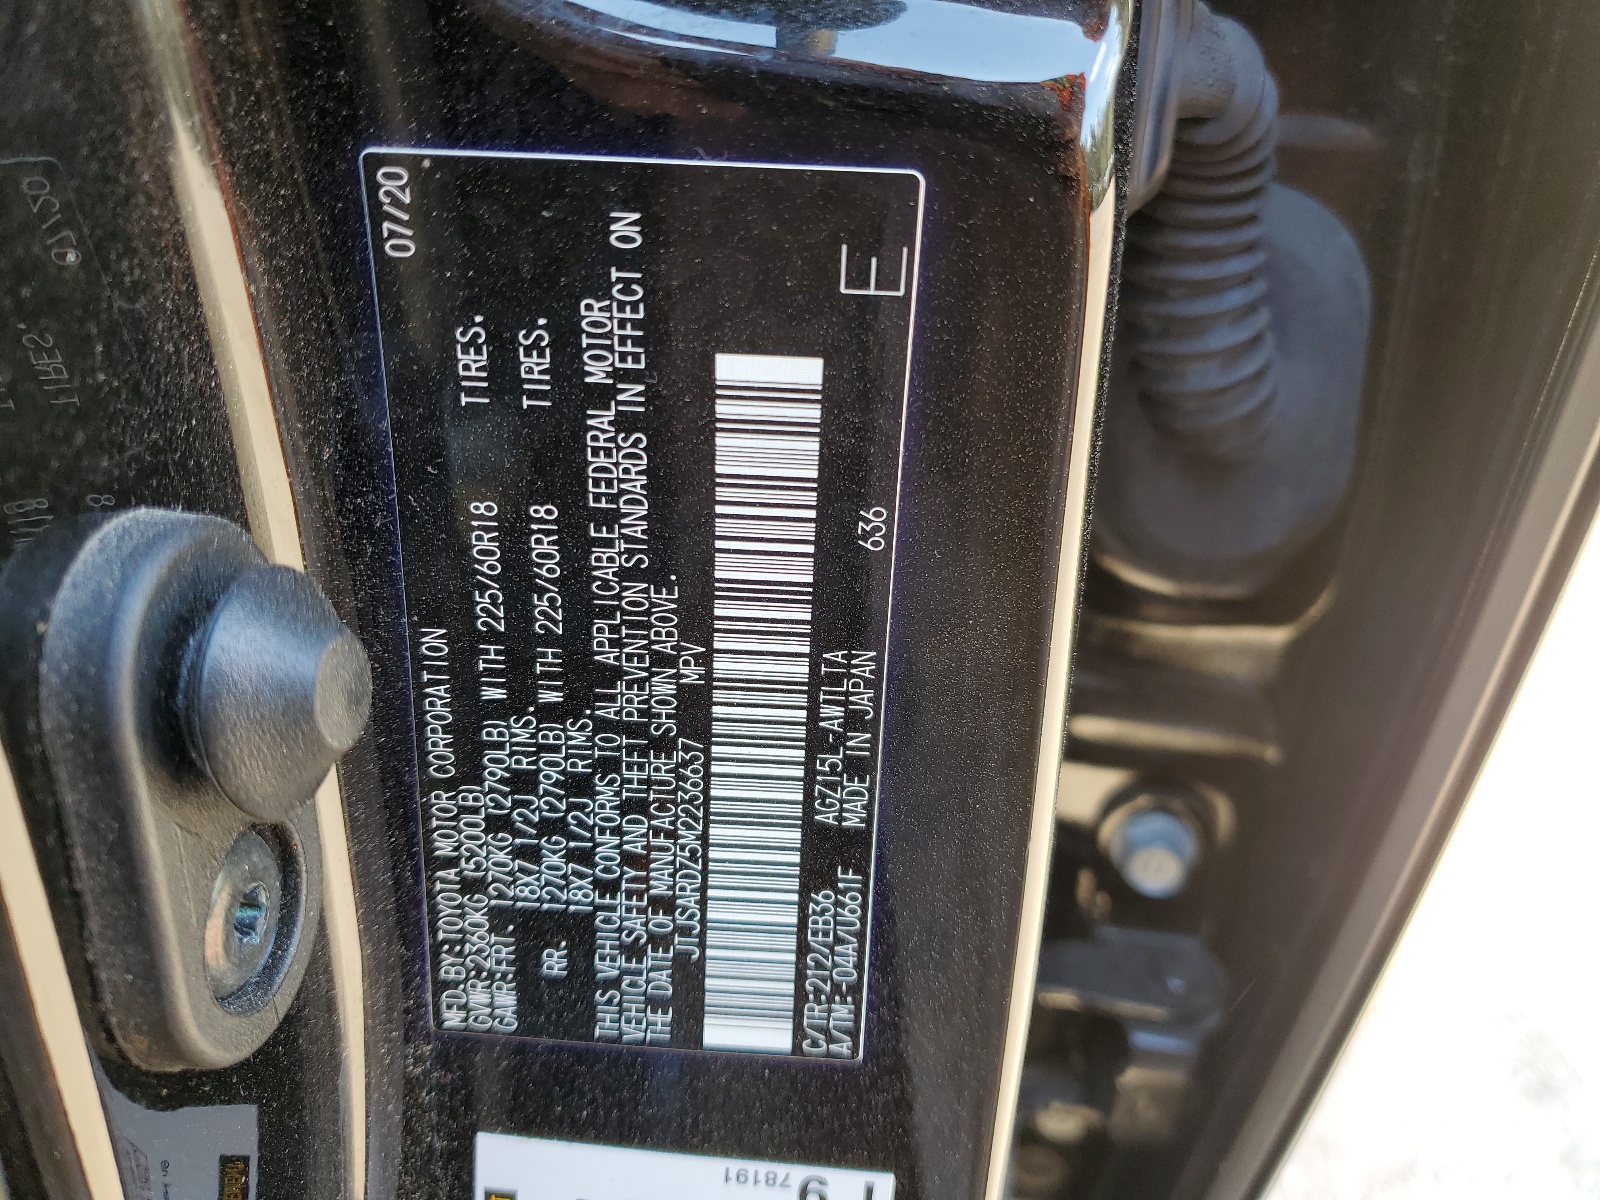 MFD.BY:TOYOTA MOTOR CORPORATION 07/20
GVWR:2360KG (5200LB)
GAWR:FRT. 1270KG (2790LB) WITH 225/60R18 TIRES.
18X7 1/2J RIMS.
RR. 1270KG (2790LB) WITH 225/60R18 TIRES.
18X7 1/2J RIMS.
THIS VEHICLE CONFORMS TO ALL APPLICABLE FEDERAL MOTOR
VEHICLE SAFETY AND THEFT PREVENTION STANDARDS IN EFFECT ON
THE DATE OF MANUFACTURE SHOWN ABOVE.
JTJSARDZ5M2236637 MPV
C/TR:212/EB36 AGZ15L-AWTLTA
A/TM:-04A/U661F MADE IN JAPAN 636 E
78191